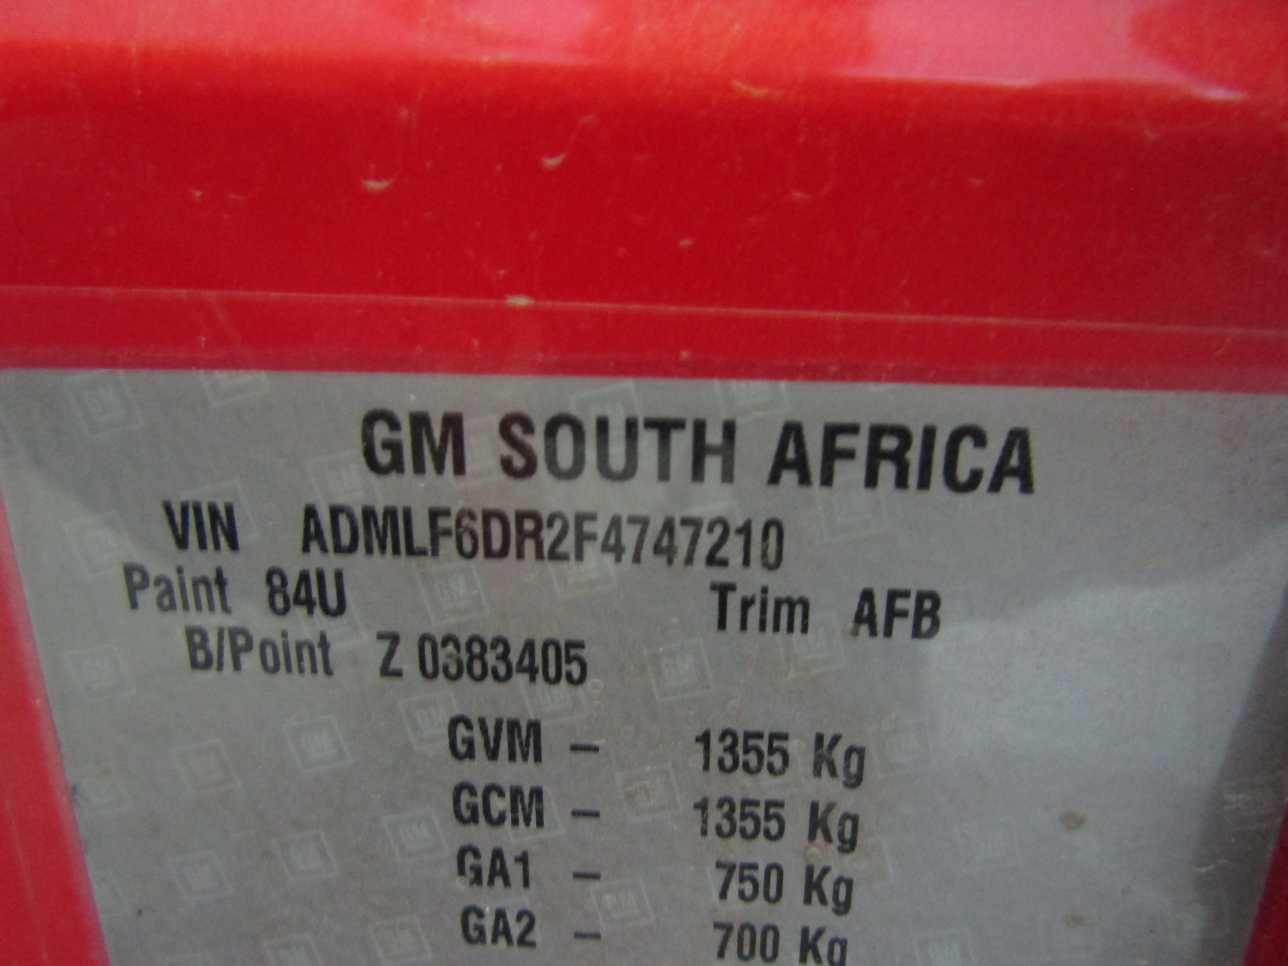 GM SOUTH AFRICA
VIN ADMLF6DR2F4747210
Paint 84U Trim AFB
B/Point Z 0383405
GVM - 1355 Kg
GCM - 1355 Kg
GA1 - 750 Kg
GA2 - 700 Kg